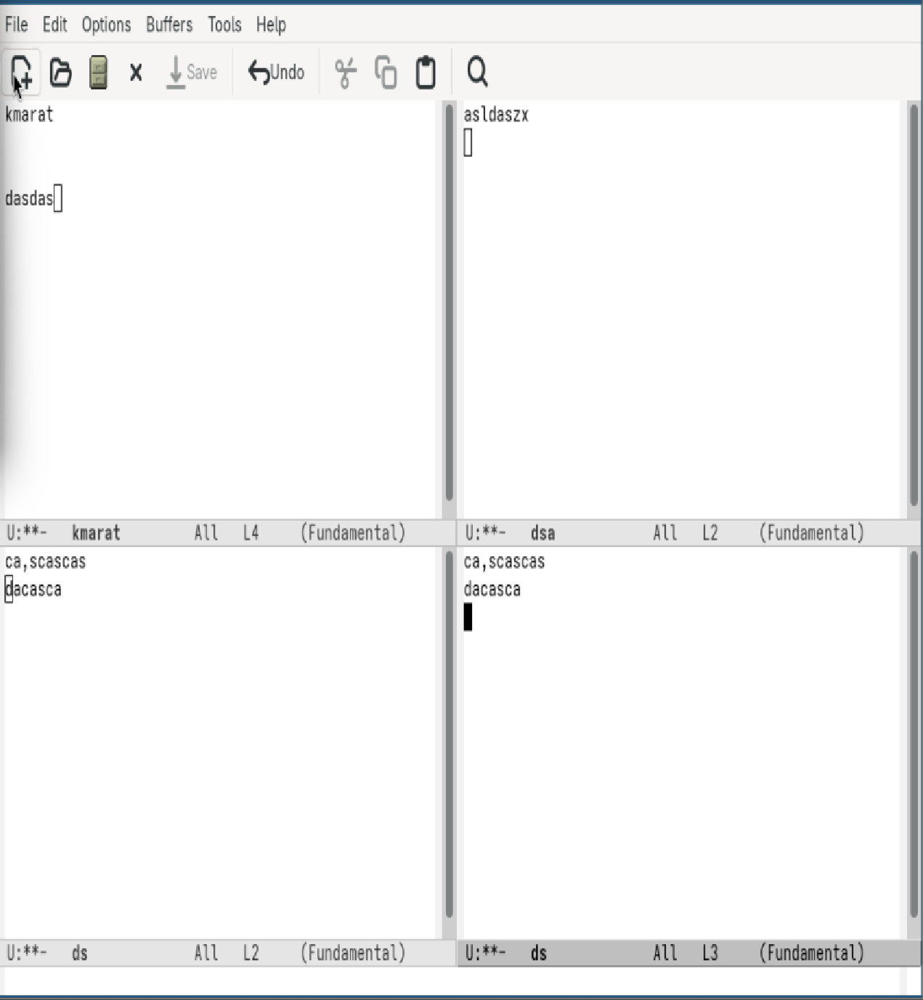 File Edit Options Buffers Tools Help
Save Undo
kmarat
dasdas
U:**- kmarat All L4 (Fundamental)
asldaszx
U:**- dsa All L2 (Fundamental)
ca,scascas
dacasca
U:**- ds All L2 (Fundamental)
ca,scascas
dacasca
U:**- ds All L3 (Fundamental)